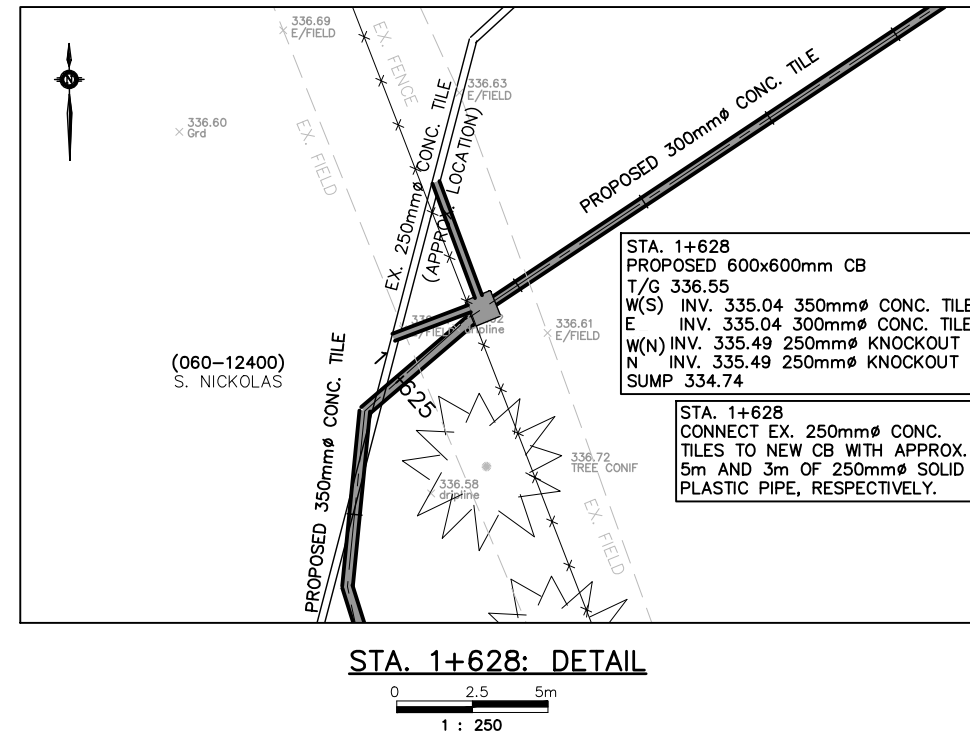 336.69
E/FIELD
EX. FENCE
N
336.63
E/FIELD
336.60
Grd
EX. FIELD
EX. 250mmø CONC. TILE
(APPROX. LOCATION)
PROPOSED 300mmø CONC. TILE
STA. 1+628
PROPOSED 600x600mm CB
T/G 336.55
W(S) INV. 335.04 350mmø CONC. TILE
E INV. 335.04 300mmø CONC. TILE
W(N) INV. 335.49 250mmø KNOCKOUT
N INV. 335.49 250mmø KNOCKOUT
SUMP 334.74
dripline
336.61
E/FIELD
(060-12400)
S. NICKOLAS
625
PROPOSED 350mmø CONC. TILE
STA. 1+628
CONNECT EX. 250mmø CONC.
TILES TO NEW CB WITH APPROX.
5m AND 3m OF 250mmø SOLID
PLASTIC PIPE, RESPECTIVELY.
336.72
TREE CONIF
336.58
dripline
EX. FIELD
STA. 1+628: DETAIL
0 2.5 5m
1 : 250